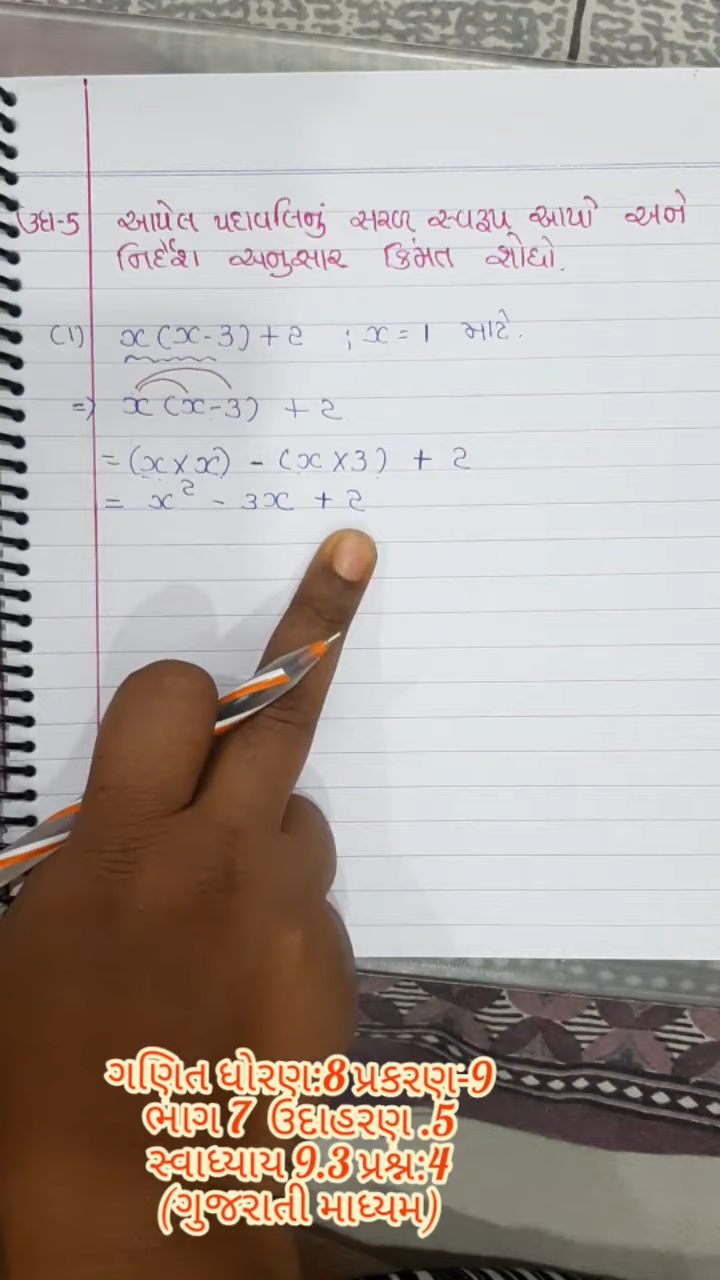 ઉદા-5 આપેલ પદાવલિનું સરળ સ્વરૂપ આપો અને
નિર્દેશ અનુસાર કિંમત શોધો.
(1) x(x-3)+2 ; x=1 માટે.
=> x(x-3) + 2
= (x×x) - (x×3) + 2
= x² - 3x + 2
ગણિત ધોરણ:8 પ્રકરણ-9
ભાગ 7 ઉદાહરણ .5
સ્વાધ્યાય 9.3 પ્રશ્ન:4
(ગુજરાતી માધ્યમ)